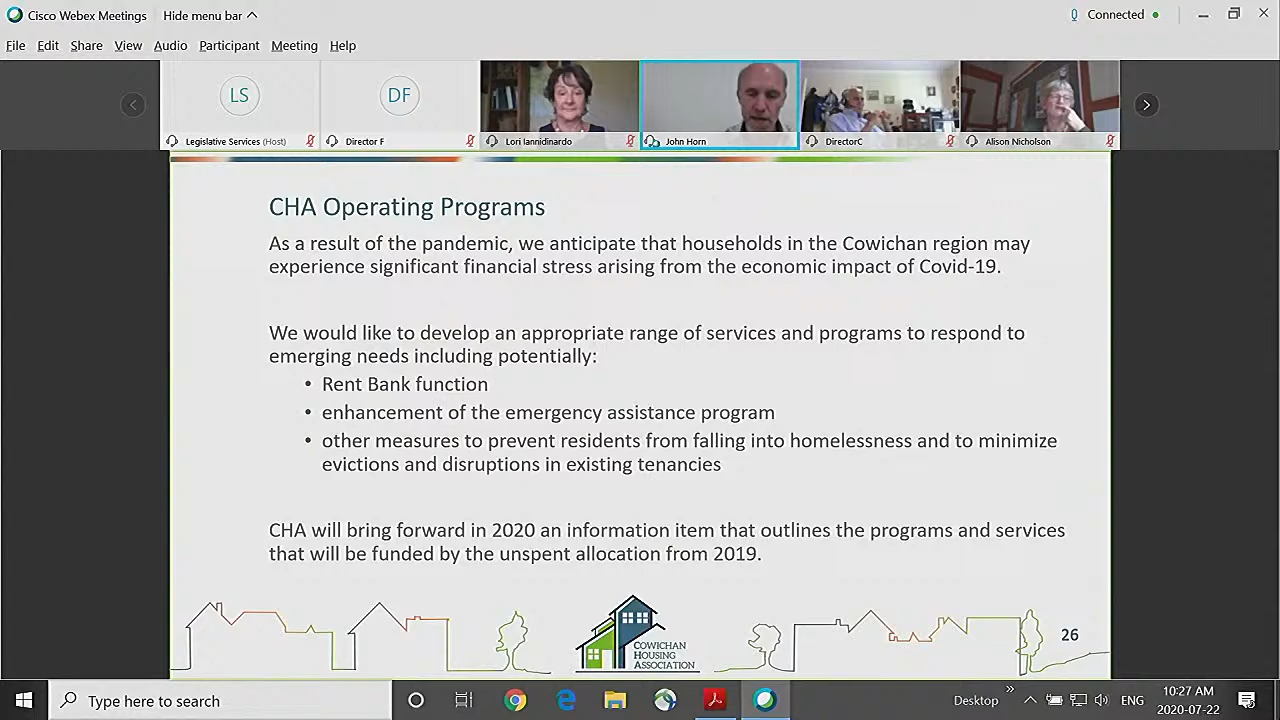 Cisco Webex Meetings Hide menu bar
Connected
File Edit Share View Audio Participant Meeting Help
LS DF
Legislative Services (Host) Director F Lori Iannidinardo John Horn DirectorC Alison Nicholson
CHA Operating Programs
As a result of the pandemic, we anticipate that households in the Cowichan region may
experience significant financial stress arising from the economic impact of Covid-19.
We would like to develop an appropriate range of services and programs to respond to
emerging needs including potentially:
• Rent Bank function
• enhancement of the emergency assistance program
• other measures to prevent residents from falling into homelessness and to minimize
evictions and disruptions in existing tenancies
CHA will bring forward in 2020 an information item that outlines the programs and services
that will be funded by the unspent allocation from 2019.
COWICHAN
HOUSING
ASSOCIATION
26
Type here to search
Desktop
ENG
10:27 AM
2020-07-22